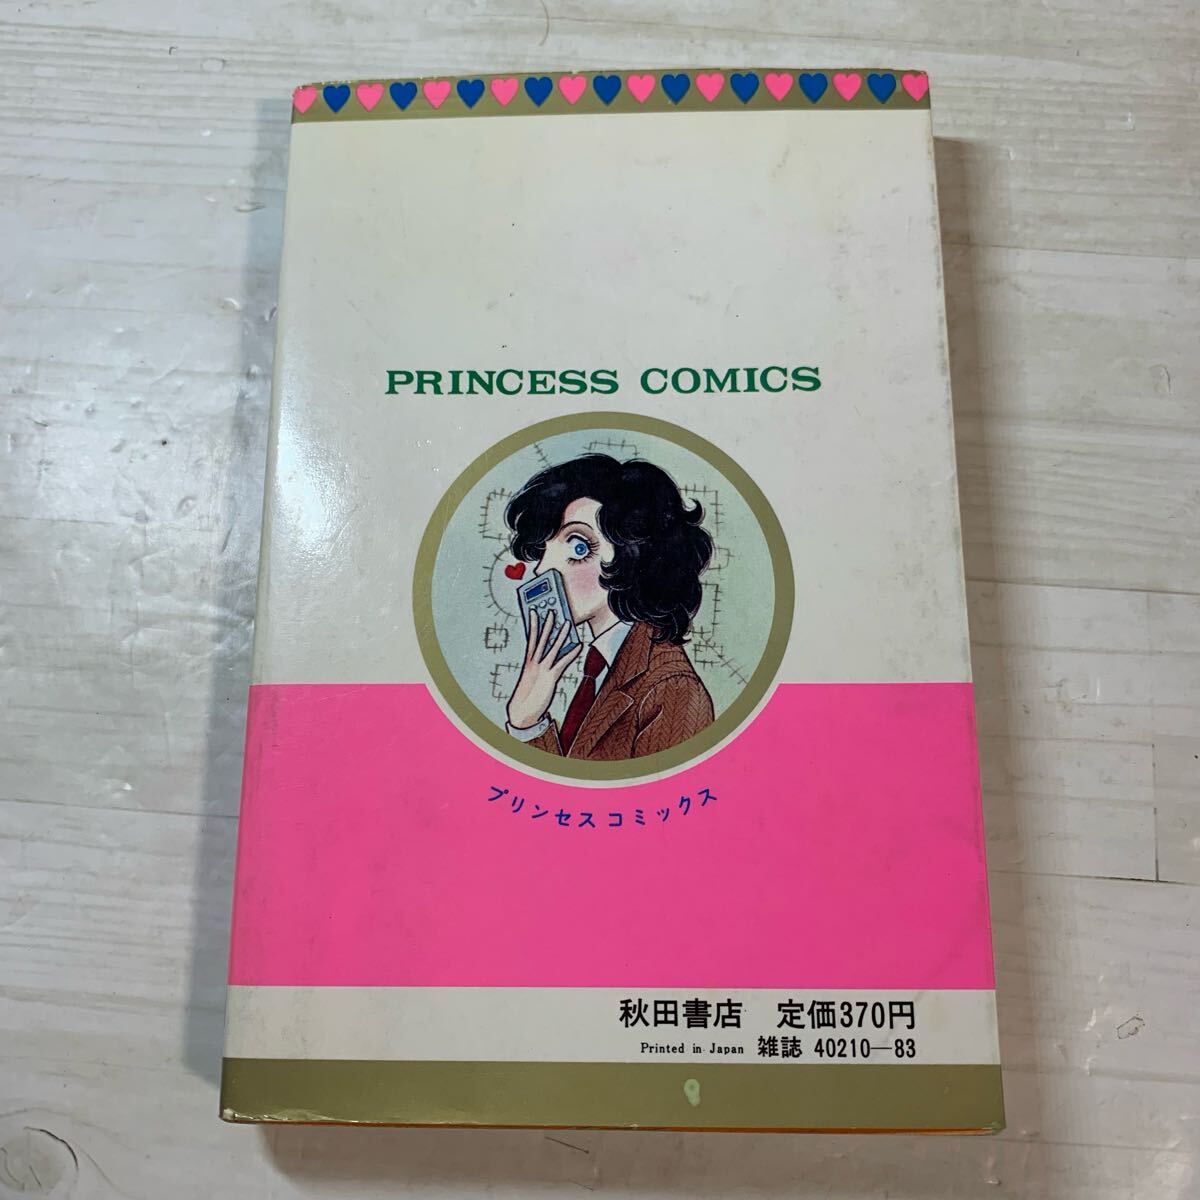 PRINCESS COMICS
プリンセスコミックス
秋田書店　定価370円
Printed in Japan 雑誌 40210—83